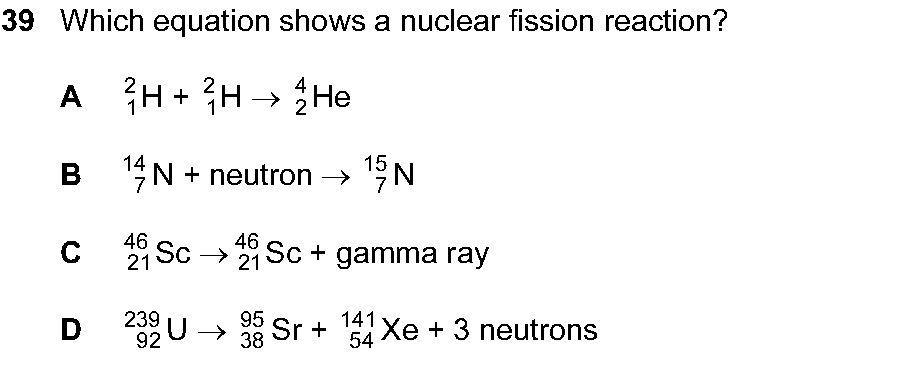 39 Which equation shows a nuclear fission reaction?
A ²₁H + ²₁H → ⁴₂He
B ¹⁴₇N + neutron → ¹⁵₇N
C ⁴⁶₂₁Sc → ⁴⁶₂₁Sc + gamma ray
D ²³⁹₉₂U → ⁹⁵₃₈Sr + ¹⁴¹₅₄Xe + 3 neutrons